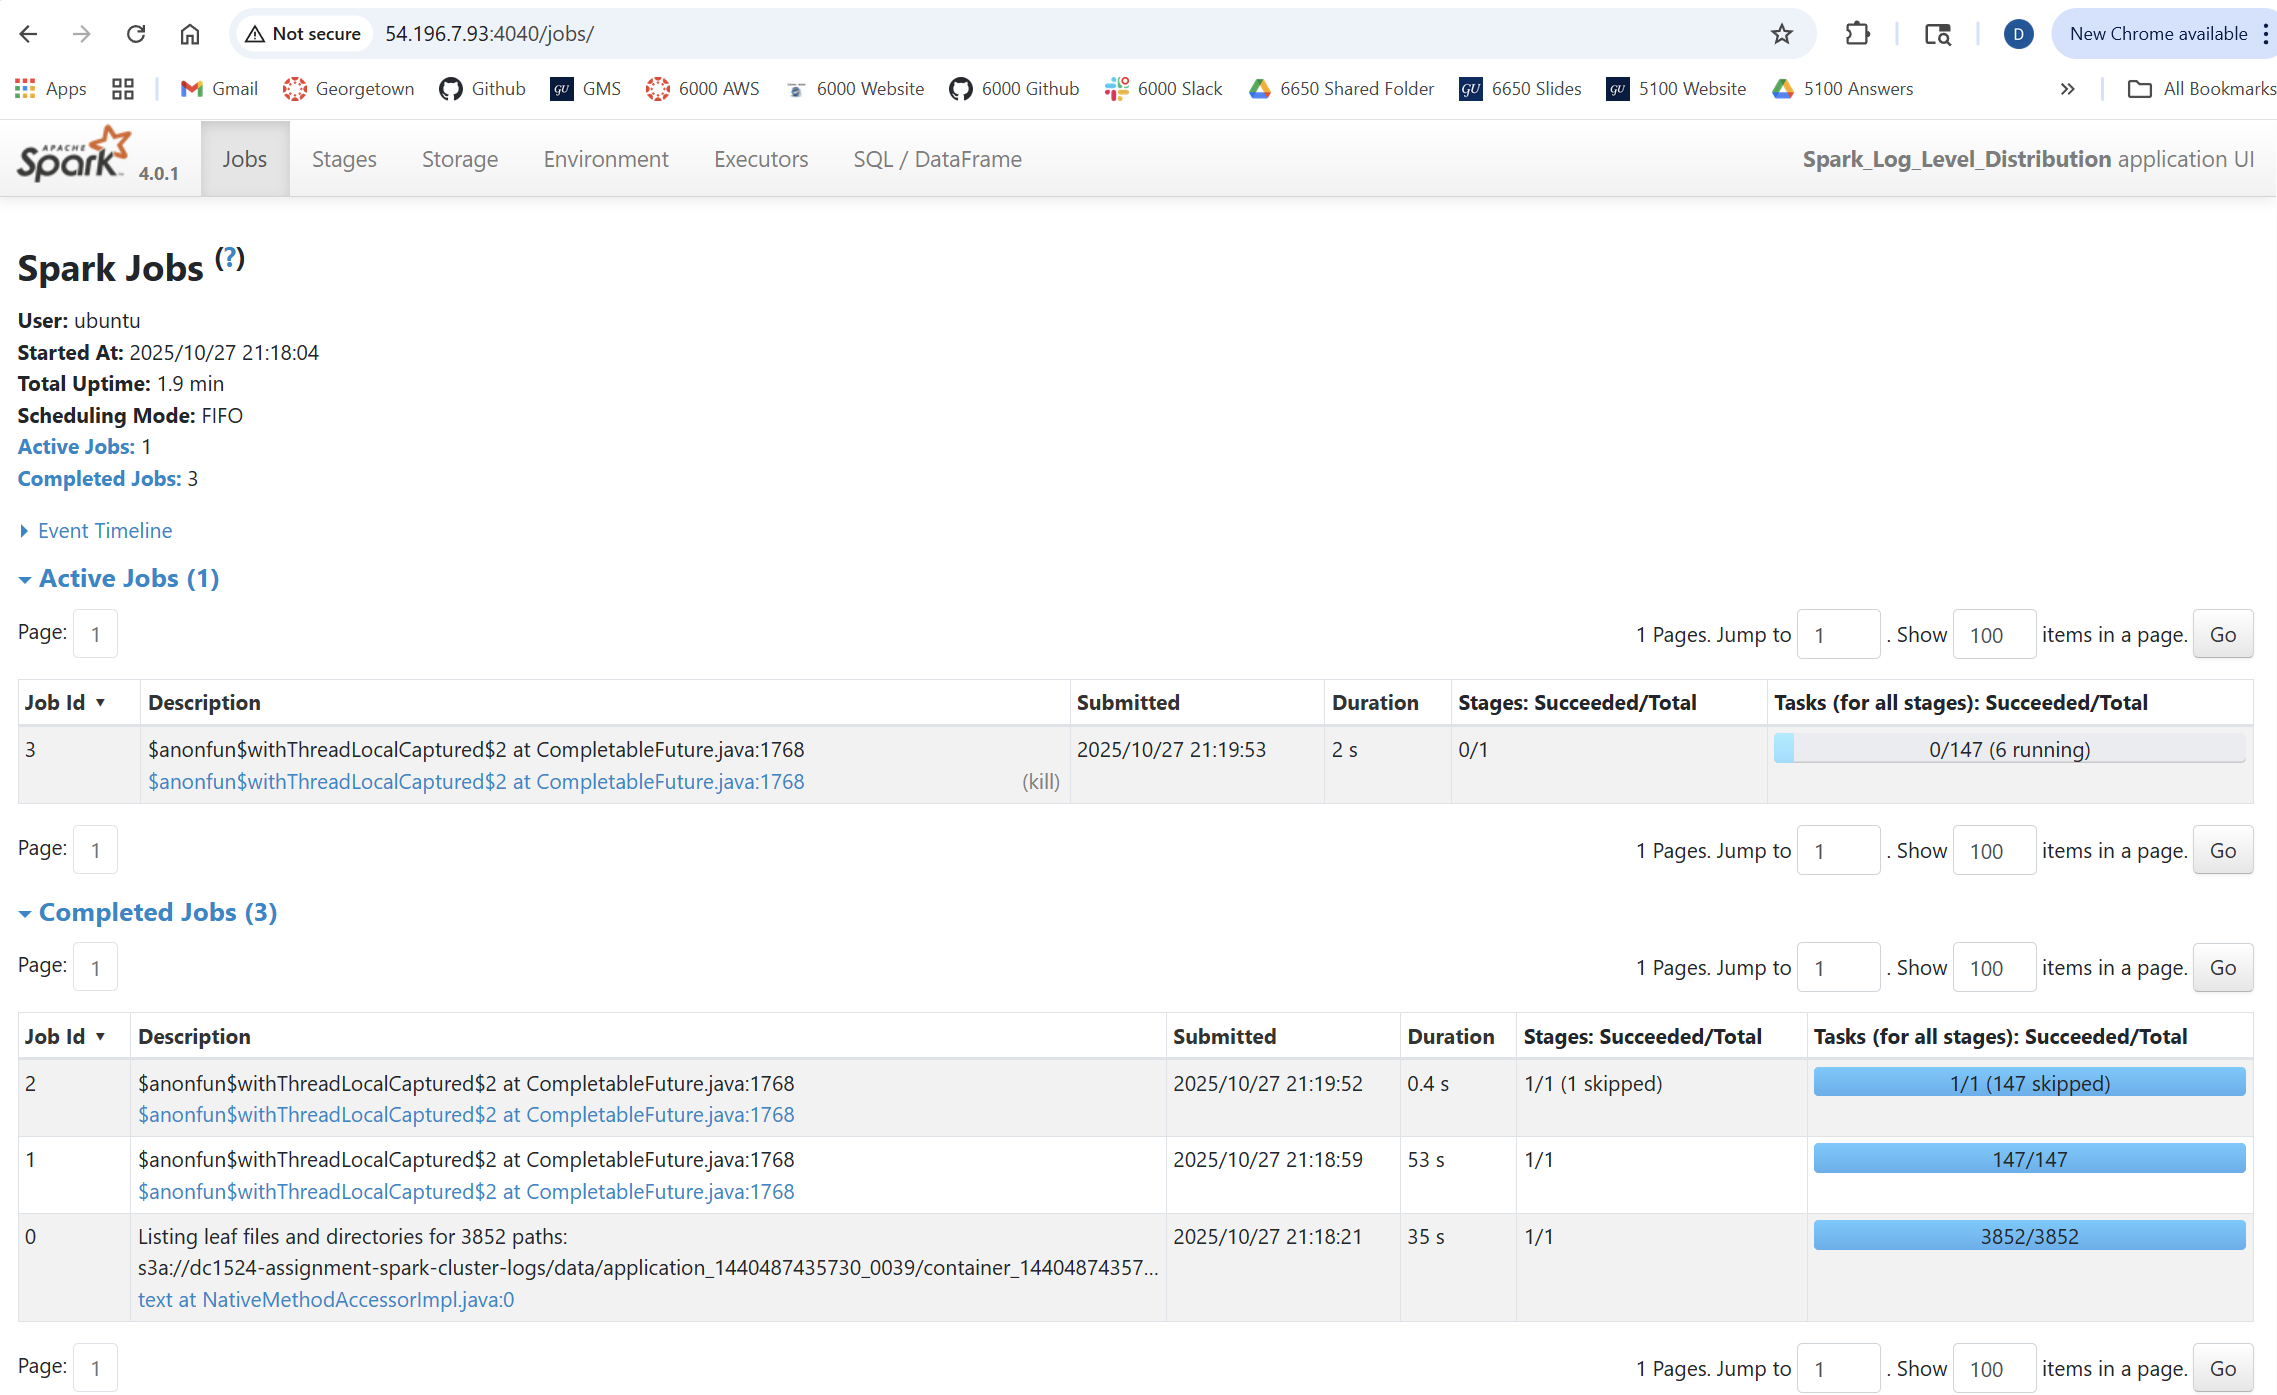 Not secure 54.196.7.93:4040/jobs/ D New Chrome available
Apps Gmail Georgetown Github GU GMS 6000 AWS 6000 Website 6000 Github 6000 Slack 6650 Shared Folder GU 6650 Slides GU 5100 Website 5100 Answers » All Bookmarks
APACHE Spark 4.0.1 Jobs Stages Storage Environment Executors SQL / DataFrame Spark_Log_Level_Distribution application UI
Spark Jobs (?)
User: ubuntu
Started At: 2025/10/27 21:18:04
Total Uptime: 1.9 min
Scheduling Mode: FIFO
Active Jobs: 1
Completed Jobs: 3
Event Timeline
Active Jobs (1)
Page: 1 1 Pages. Jump to 1 . Show 100 items in a page. Go
Job Id ▾ Description Submitted Duration Stages: Succeeded/Total Tasks (for all stages): Succeeded/Total
3 $anonfun$withThreadLocalCaptured$2 at CompletableFuture.java:1768 2025/10/27 21:19:53 2 s 0/1 0/147 (6 running)
$anonfun$withThreadLocalCaptured$2 at CompletableFuture.java:1768 (kill)
Page: 1 1 Pages. Jump to 1 . Show 100 items in a page. Go
Completed Jobs (3)
Page: 1 1 Pages. Jump to 1 . Show 100 items in a page. Go
Job Id ▾ Description Submitted Duration Stages: Succeeded/Total Tasks (for all stages): Succeeded/Total
2 $anonfun$withThreadLocalCaptured$2 at CompletableFuture.java:1768 2025/10/27 21:19:52 0.4 s 1/1 (1 skipped) 1/1 (147 skipped)
$anonfun$withThreadLocalCaptured$2 at CompletableFuture.java:1768
1 $anonfun$withThreadLocalCaptured$2 at CompletableFuture.java:1768 2025/10/27 21:18:59 53 s 1/1 147/147
$anonfun$withThreadLocalCaptured$2 at CompletableFuture.java:1768
0 Listing leaf files and directories for 3852 paths: 2025/10/27 21:18:21 35 s 1/1 3852/3852
s3a://dc1524-assignment-spark-cluster-logs/data/application_1440487435730_0039/container_14404874357...
text at NativeMethodAccessorImpl.java:0
Page: 1 1 Pages. Jump to 1 . Show 100 items in a page. Go